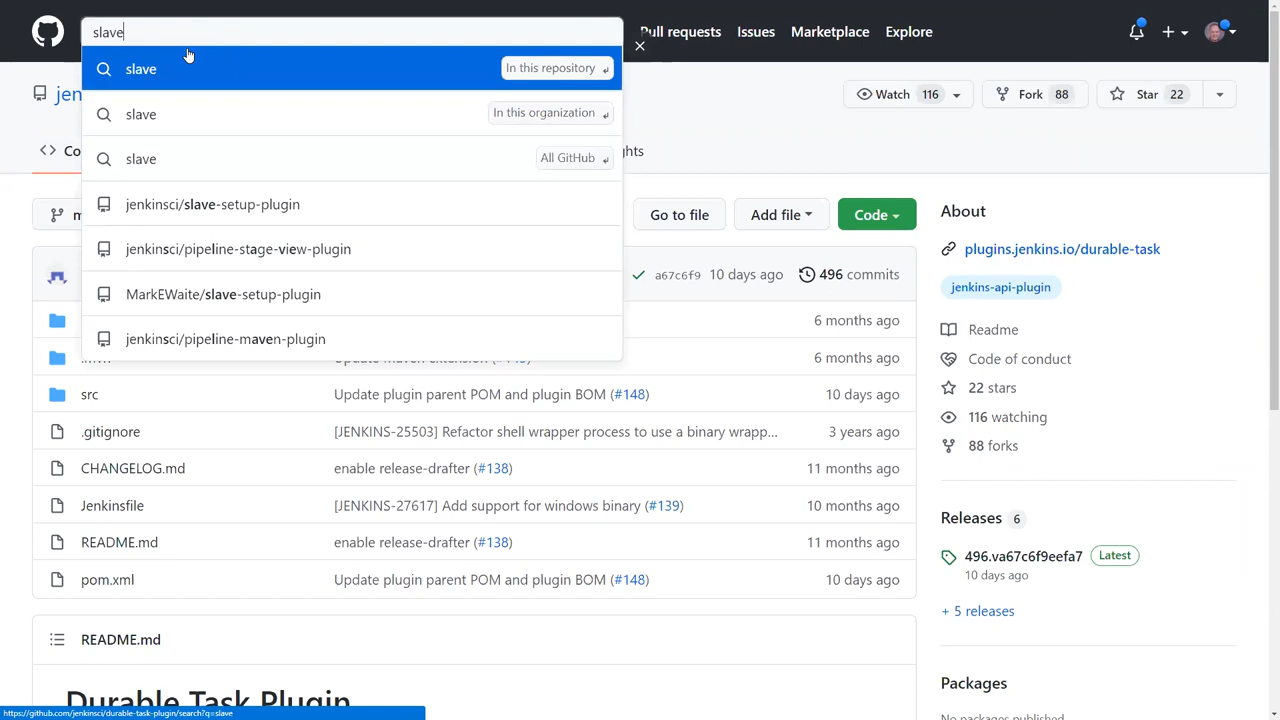 slave
Pull requests
Issues
Marketplace
Explore
slave
In this repository
slave
In this organization
slave
All GitHub
jenkinsci/slave-setup-plugin
jenkinsci/pipeline-stage-view-plugin
MarkEWaite/slave-setup-plugin
jenkinsci/pipeline-maven-plugin
jen
Watch 116
Fork 88
Star 22
Co
ghts
m
Go to file
Add file
Code
a67c6f9 10 days ago 496 commits
6 months ago
Update maven extension 6 months ago
src Update plugin parent POM and plugin BOM (#148) 10 days ago
.gitignore [JENKINS-25503] Refactor shell wrapper process to use a binary wrapp... 3 years ago
CHANGELOG.md enable release-drafter (#138) 11 months ago
Jenkinsfile [JENKINS-27617] Add support for windows binary (#139) 10 months ago
README.md enable release-drafter (#138) 11 months ago
pom.xml Update plugin parent POM and plugin BOM (#148) 10 days ago
README.md
Durable Task Plugin
About
plugins.jenkins.io/durable-task
jenkins-api-plugin
Readme
Code of conduct
22 stars
116 watching
88 forks
Releases 6
496.va67c6f9eefa7 Latest
10 days ago
+ 5 releases
Packages
No packages published
https://github.com/jenkinsci/durable-task-plugin/search?q=slave